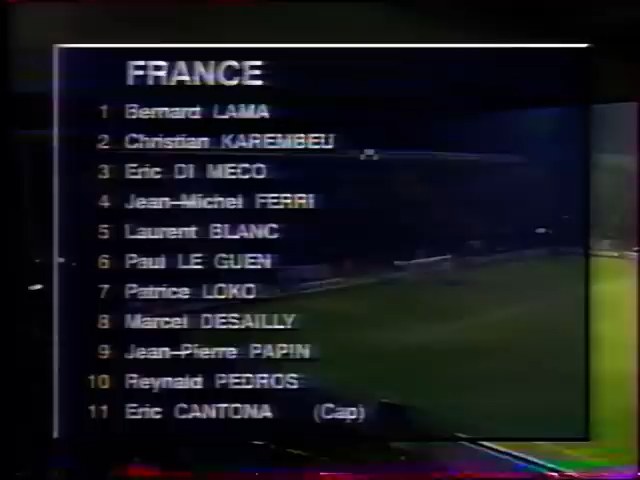 FRANCE
1 Bernard LAMA
2 Christian KAREMBEU
3 Eric DI MECO
4 Jean-Michel FERRI
5 Laurent BLANC
6 Paul LE GUEN
7 Patrice LOKO
8 Marcel DESAILLY
9 Jean-Pierre PAPIN
10 Reynald PEDROS
11 Eric CANTONA (Cap)